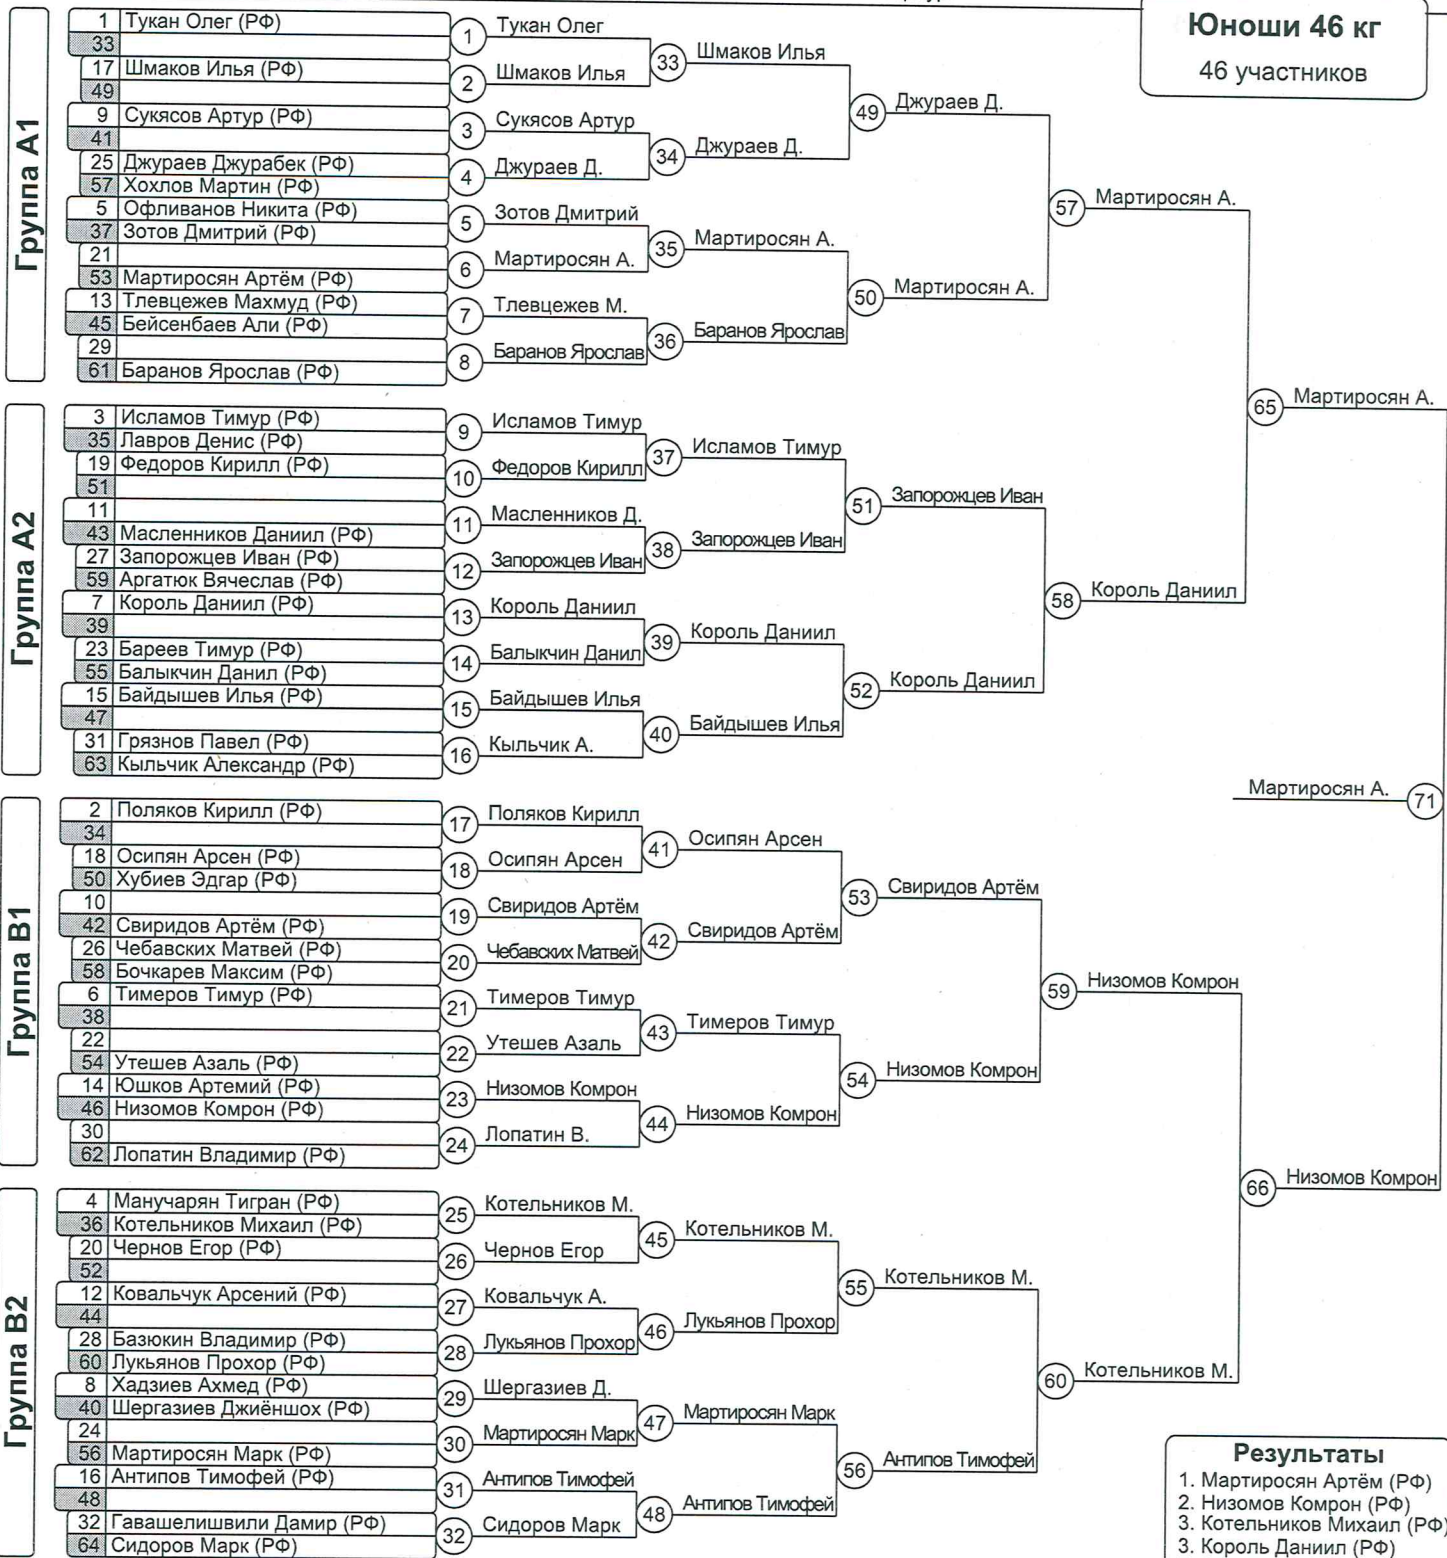 Юноши 46 кг
46 участников
Группа A1
1 Тукан Олег (РФ)
33
17 Шмаков Илья (РФ)
49
9 Сукясов Артур (РФ)
41
25 Джураев Джурабек (РФ)
57 Хохлов Мартин (РФ)
5 Офливанов Никита (РФ)
37 Зотов Дмитрий (РФ)
21
53 Мартиросян Артём (РФ)
13 Тлевцежев Махмуд (РФ)
45 Бейсенбаев Али (РФ)
29
61 Баранов Ярослав (РФ)
1 Тукан Олег
2 Шмаков Илья
3 Сукясов Артур
4 Джураев Д.
5 Зотов Дмитрий
6 Мартиросян А.
7 Тлевцежев М.
8 Баранов Ярослав
33 Шмаков Илья
34 Джураев Д.
35 Мартиросян А.
36 Баранов Ярослав
49 Джураев Д.
50 Мартиросян А.
57 Мартиросян А.
Группа A2
3 Исламов Тимур (РФ)
35 Лавров Денис (РФ)
19 Федоров Кирилл (РФ)
51
11
43 Масленников Даниил (РФ)
27 Запорожцев Иван (РФ)
59 Аргатюк Вячеслав (РФ)
7 Король Даниил (РФ)
39
23 Бареев Тимур (РФ)
55 Балыкчин Данил (РФ)
15 Байдышев Илья (РФ)
47
31 Грязнов Павел (РФ)
63 Кыльчик Александр (РФ)
9 Исламов Тимур
10 Федоров Кирилл
11 Масленников Д.
12 Запорожцев Иван
13 Король Даниил
14 Балыкчин Данил
15 Байдышев Илья
16 Кыльчик А.
37 Исламов Тимур
38 Запорожцев Иван
39 Король Даниил
40 Байдышев Илья
51 Запорожцев Иван
52 Король Даниил
58 Король Даниил
65 Мартиросян А.
Группа B1
2 Поляков Кирилл (РФ)
34
18 Осипян Арсен (РФ)
50 Хубиев Эдгар (РФ)
10
42 Свиридов Артём (РФ)
26 Чебавских Матвей (РФ)
58 Бочкарев Максим (РФ)
6 Тимеров Тимур (РФ)
38
22
54 Утешев Азаль (РФ)
14 Юшков Артемий (РФ)
46 Низомов Комрон (РФ)
30
62 Лопатин Владимир (РФ)
17 Поляков Кирилл
18 Осипян Арсен
19 Свиридов Артём
20 Чебавских Матвей
21 Тимеров Тимур
22 Утешев Азаль
23 Низомов Комрон
24 Лопатин В.
41 Осипян Арсен
42 Свиридов Артём
43 Тимеров Тимур
44 Низомов Комрон
53 Свиридов Артём
54 Низомов Комрон
59 Низомов Комрон
Группа B2
4 Манучарян Тигран (РФ)
36 Котельников Михаил (РФ)
20 Чернов Егор (РФ)
52
12 Ковальчук Арсений (РФ)
44
28 Базюкин Владимир (РФ)
60 Лукьянов Прохор (РФ)
8 Хадзиев Ахмед (РФ)
40 Шергазиев Джиёншох (РФ)
24
56 Мартиросян Марк (РФ)
16 Антипов Тимофей (РФ)
48
32 Гавашелишвили Дамир (РФ)
64 Сидоров Марк (РФ)
25 Котельников М.
26 Чернов Егор
27 Ковальчук А.
28 Лукьянов Прохор
29 Шергазиев Д.
30 Мартиросян Марк
31 Антипов Тимофей
32 Сидоров Марк
45 Котельников М.
46 Лукьянов Прохор
47 Мартиросян Марк
48 Антипов Тимофей
55 Котельников М.
56 Антипов Тимофей
60 Котельников М.
66 Низомов Комрон
Мартиросян А. 71
Результаты
1. Мартиросян Артём (РФ)
2. Низомов Комрон (РФ)
3. Котельников Михаил (РФ)
3. Король Даниил (РФ)